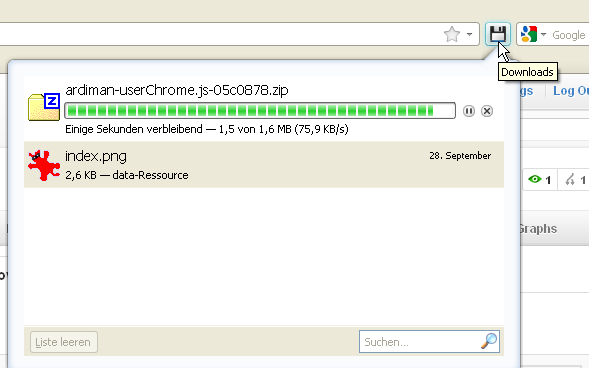 Google
Downloads
gs
Log Ou
ardiman-userChrome.js-05c0878.zip
Einige Sekunden verbleibend — 1,5 von 1,6 MB (75,9 KB/s)
index.png
28. September
2,6 KB — data-Ressource
1
1
Graphs
Liste leeren
Suchen...